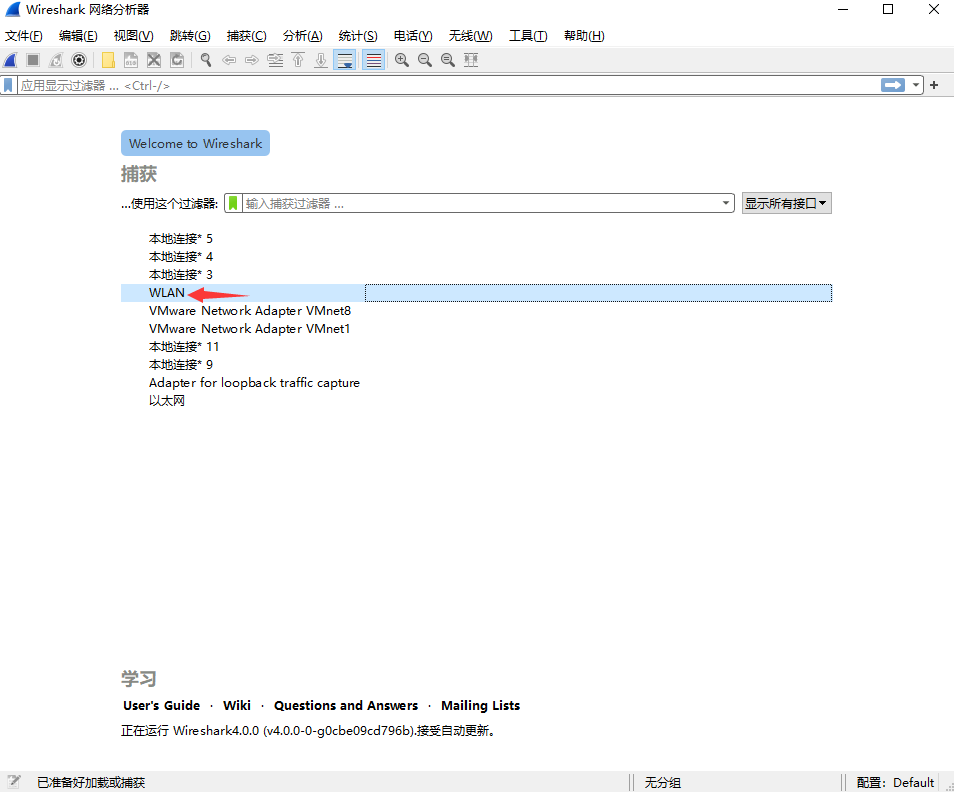 Wireshark 网络分析器
文件(F) 编辑(E) 视图(V) 跳转(G) 捕获(C) 分析(A) 统计(S) 电话(Y) 无线(W) 工具(T) 帮助(H)
应用显示过滤器 … <Ctrl-/>
Welcome to Wireshark
捕获
…使用这个过滤器: 输入捕获过滤器 … 显示所有接口
本地连接* 5
本地连接* 4
本地连接* 3
WLAN
VMware Network Adapter VMnet8
VMware Network Adapter VMnet1
本地连接* 11
本地连接* 9
Adapter for loopback traffic capture
以太网
学习
User's Guide · Wiki · Questions and Answers · Mailing Lists
正在运行 Wireshark4.0.0 (v4.0.0-0-g0cbe09cd796b).接受自动更新。
已准备好加载或捕获 无分组 配置: Default